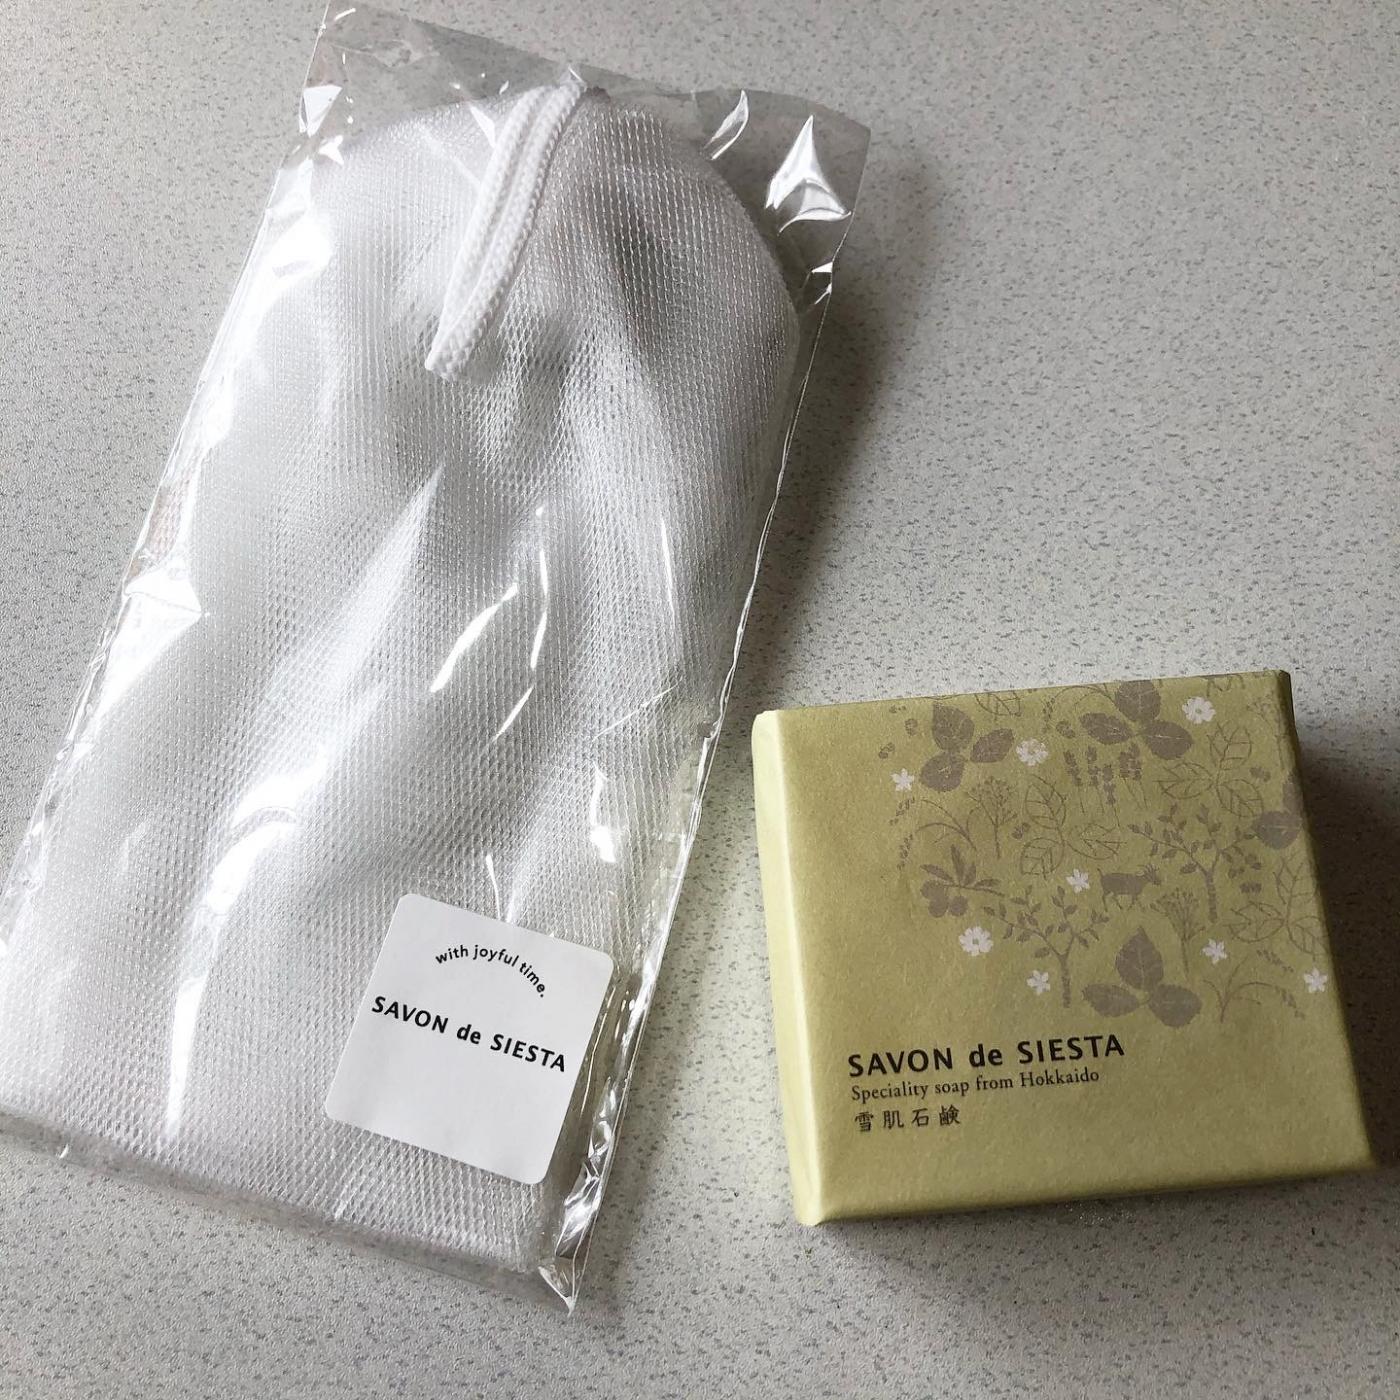 with joyful time.
SAVON de SIESTA
SAVON de SIESTA
Speciality soap from Hokkaido
雪肌石鹸